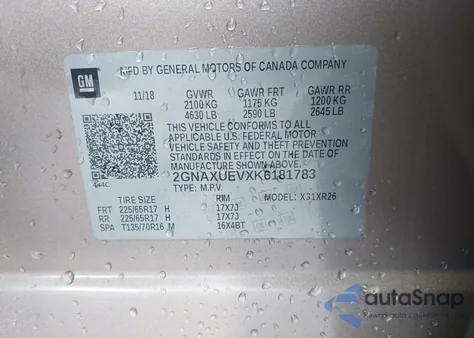 GM
MFD BY GENERAL MOTORS OF CANADA COMPANY
11/18 GVWR GAWR FRT GAWR RR
2100 KG 1175 KG 1200 KG
4630 LB 2590 LB 2645 LB
THIS VEHICLE CONFORMS TO ALL
APPLICABLE U.S. FEDERAL MOTOR
VEHICLE SAFETY AND THEFT PREVENTION
STANDARDS IN EFFECT ON THE DATE OF
MANUFACTURE SHOWN ABOVE.
2GNAXUEVXK6181783
TYPE: M.P.V. MODEL: X31XR26
TIRE SIZE RIM
FRT 225/65R17 H 17X7J
RR 225/65R17 H 17X7J
SPA T135/70R16 M 16X4BT
autaSnap